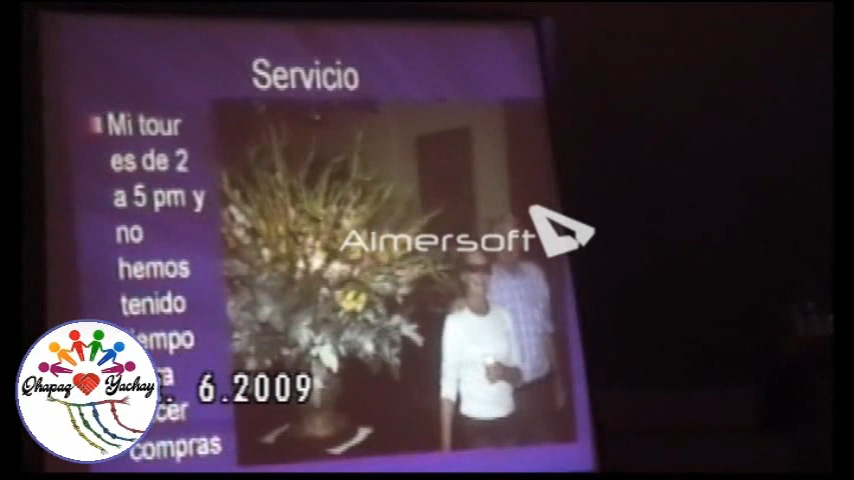 Servicio
Mi tour
es de 2
a 5 pm y
no
hemos
tenido
compras
Aimersoft
Qhapaq Yachay
6.2009